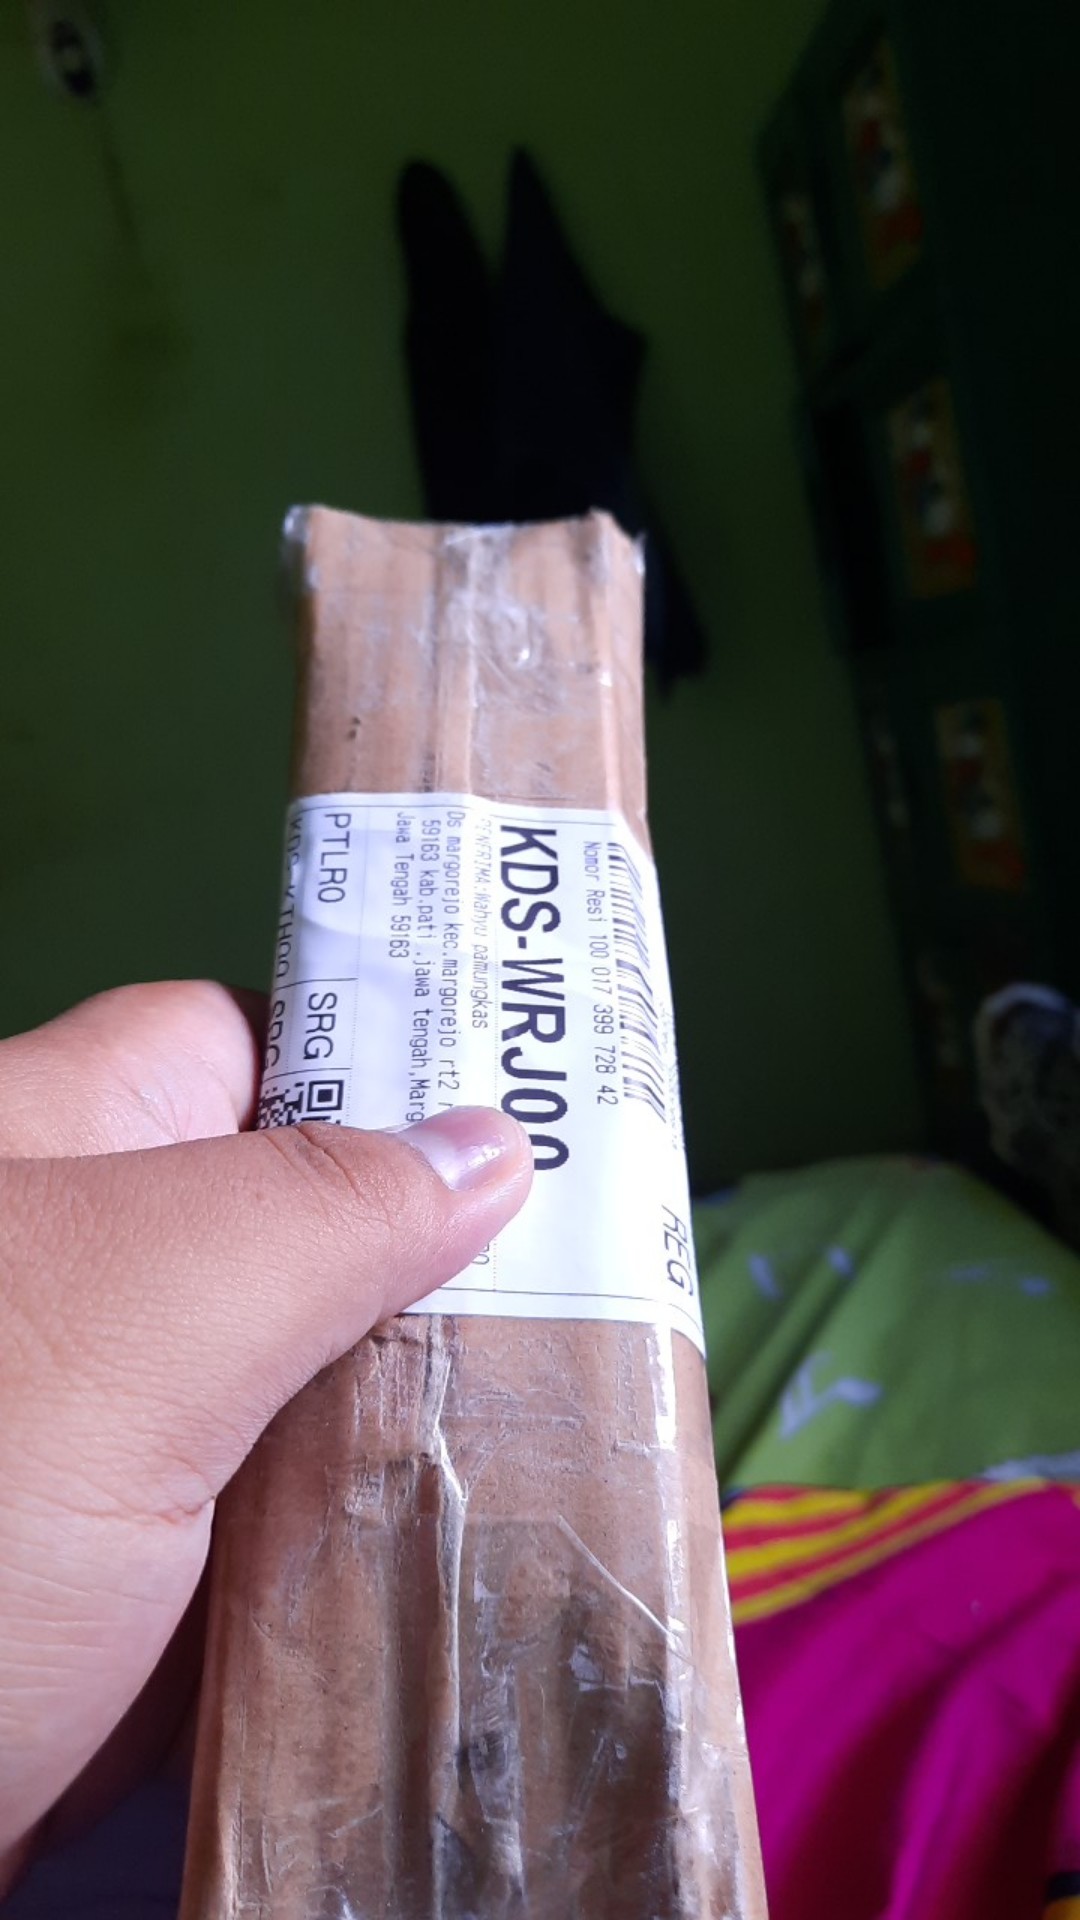 REG
Nomor Resi 100 017 399 728 42
KDS-WRJ00
PENERIMA:Wahyu pamungkas
Ds margorejo kec.margorejo rt2
59163 kab.pati ,jawa tengah,Marg
Jawa Tengah 59163
PTLR0 SRG